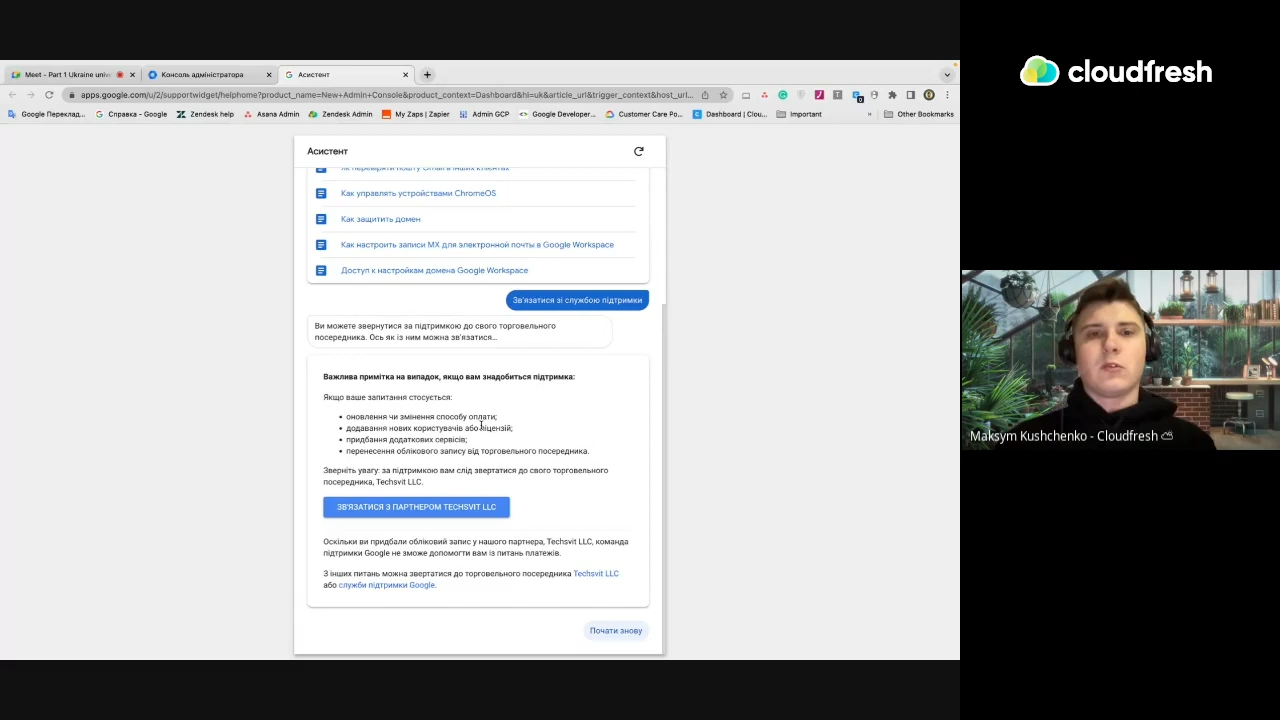 Meet - Part 1 Ukraine univ
Консоль адміністратора
Асистент
apps.google.com/u/2/supportwidget/helphome?product_name=New+Admin+Console&product_context=Dashboard&hl=uk&article_url&trigger_context&host_url...
Google Переклад...
Справка - Google
Zendesk help
Asana Admin
Zendesk Admin
My Zaps | Zapier
Admin GCP
Google Developer...
Customer Care Po...
Dashboard | Clou...
Important
»
Other Bookmarks
cloudfresh
Асистент
Як перевіряти пошту Gmail в інших клієнтах
Как управлять устройствами ChromeOS
Как защитить домен
Как настроить записи MX для электронной почты в Google Workspace
Доступ к настройкам домена Google Workspace
Зв'язатися зі службою підтримки
Ви можете звернутися за підтримкою до свого торговельного
посередника. Ось як із ним можна зв'язатися...
Важлива примітка на випадок, якщо вам знадобиться підтримка:
Якщо ваше запитання стосується:
• оновлення чи змінення способу оплати;
• додавання нових користувачів або ліцензій;
• придбання додаткових сервісів;
• перенесення облікового запису від торговельного посередника.
Зверніть увагу: за підтримкою вам слід звертатися до свого торговельного
посередника, Techsvit LLC.
ЗВ'ЯЗАТИСЯ З ПАРТНЕРОМ TECHSVIT LLC
Оскільки ви придбали обліковий запис у нашого партнера, Techsvit LLC, команда
підтримки Google не зможе допомогти вам із питань платежів.
З інших питань можна звертатися до торговельного посередника Techsvit LLC
або служби підтримки Google.
Почати знову
Maksym Kushchenko - Cloudfresh